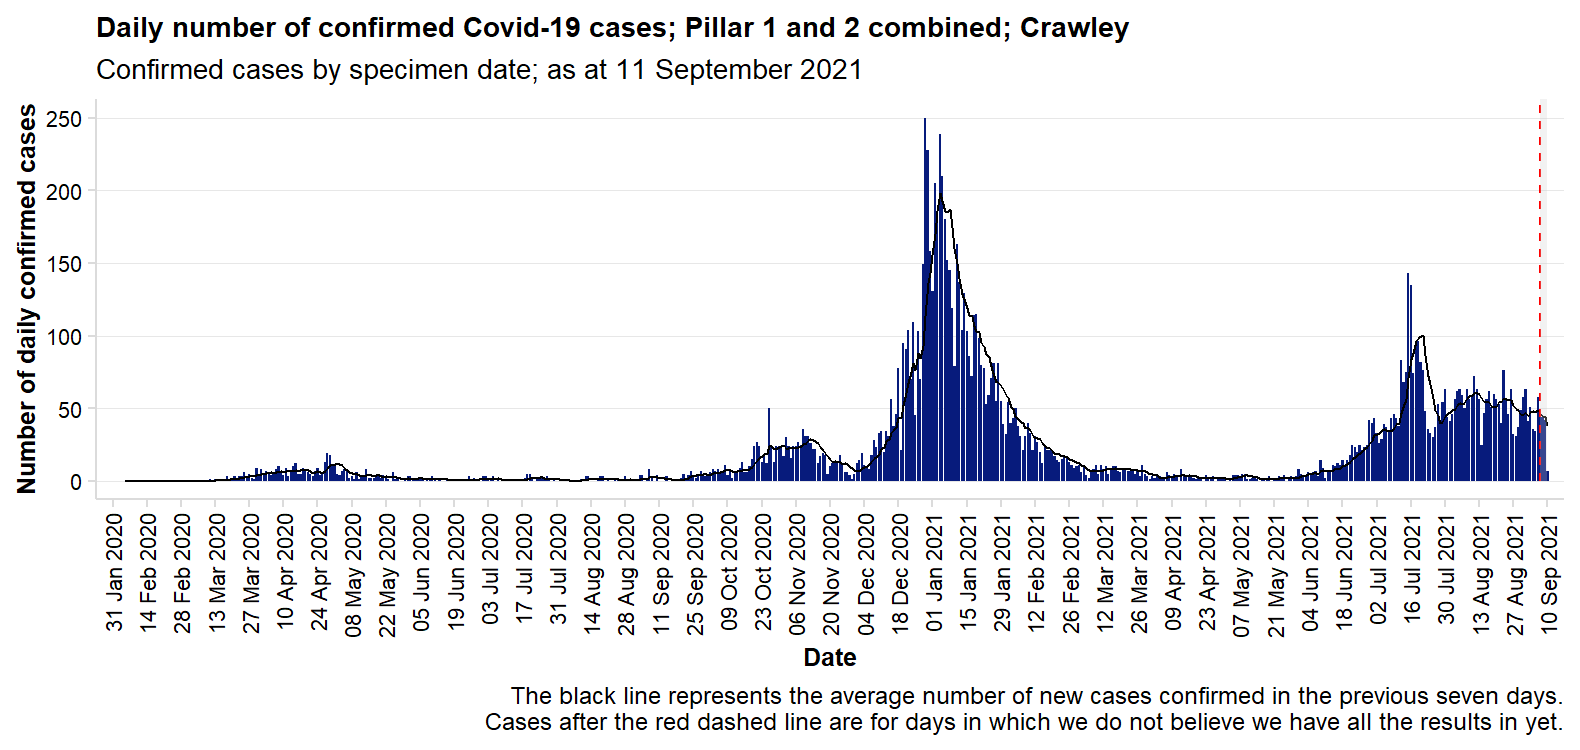 Daily number of confirmed Covid-19 cases; Pillar 1 and 2 combined; Crawley
Confirmed cases by specimen date; as at 11 September 2021
Number of daily confirmed cases
250
200
150
100
50
0
31 Jan 2020
14 Feb 2020
28 Feb 2020
13 Mar 2020
27 Mar 2020
10 Apr 2020
24 Apr 2020
08 May 2020
22 May 2020
05 Jun 2020
19 Jun 2020
03 Jul 2020
17 Jul 2020
31 Jul 2020
14 Aug 2020
28 Aug 2020
11 Sep 2020
25 Sep 2020
09 Oct 2020
23 Oct 2020
06 Nov 2020
20 Nov 2020
04 Dec 2020
18 Dec 2020
01 Jan 2021
15 Jan 2021
29 Jan 2021
12 Feb 2021
26 Feb 2021
12 Mar 2021
26 Mar 2021
09 Apr 2021
23 Apr 2021
07 May 2021
21 May 2021
04 Jun 2021
18 Jun 2021
02 Jul 2021
16 Jul 2021
30 Jul 2021
13 Aug 2021
27 Aug 2021
10 Sep 2021
Date
The black line represents the average number of new cases confirmed in the previous seven days.
Cases after the red dashed line are for days in which we do not believe we have all the results in yet.